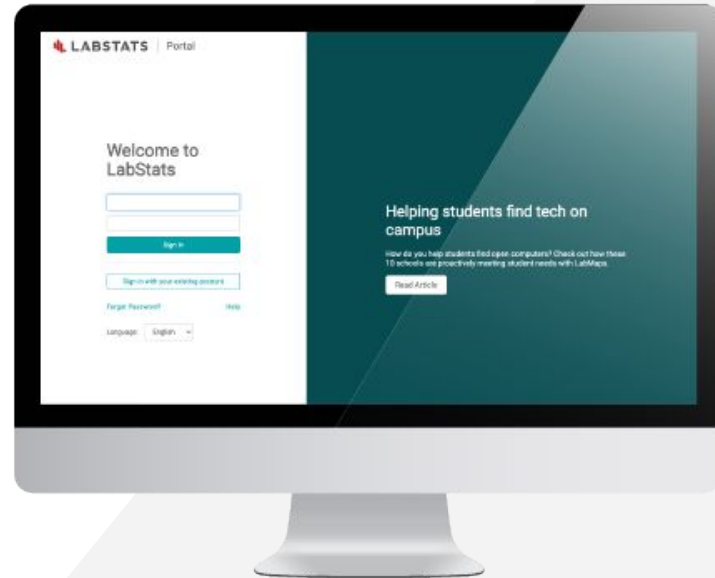 LABSTATS | Portal
Welcome to
LabStats
Sign in
Sign-in with your existing account
Forgot Password?
Help
Language:
English
Helping students find tech on
campus
How do you help students find open computers? Check out how these
10 schools are proactively meeting student needs with LabMaps.
Read Article